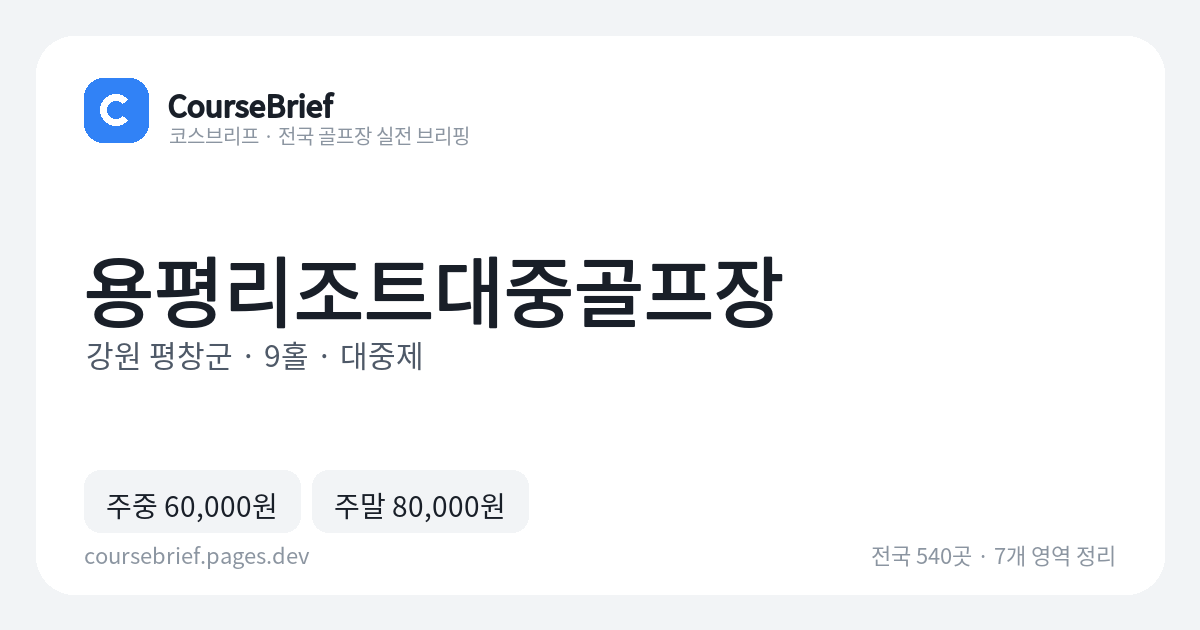 C
CourseBrief
코스브리프 · 전국 골프장 실전 브리핑
용평리조트대중골프장
강원 평창군 · 9홀 · 대중제
주중 60,000원 주말 80,000원
coursebrief.pages.dev 전국 540곳 · 7개 영역 정리